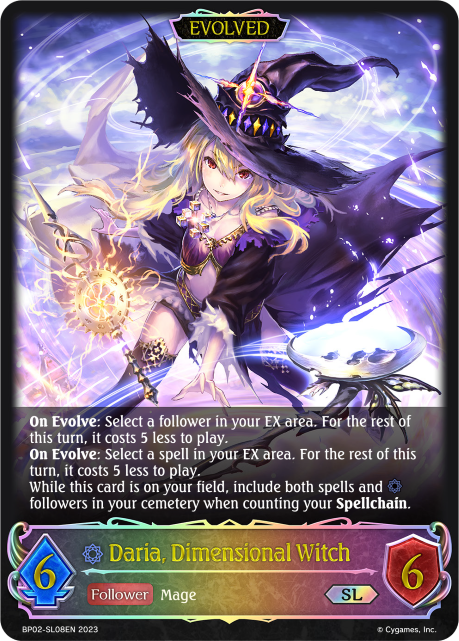 EVOLVED
On Evolve: Select a follower in your EX area. For the rest of
this turn, it costs 5 less to play.
On Evolve: Select a spell in your EX area. For the rest of this
turn, it costs 5 less to play.
While this card is on your field, include both spells and
followers in your cemetery when counting your Spellchain.
6
Daria, Dimensional Witch
6
Follower Mage
SL
BP02-SL08EN 2023
© Cygames, Inc.